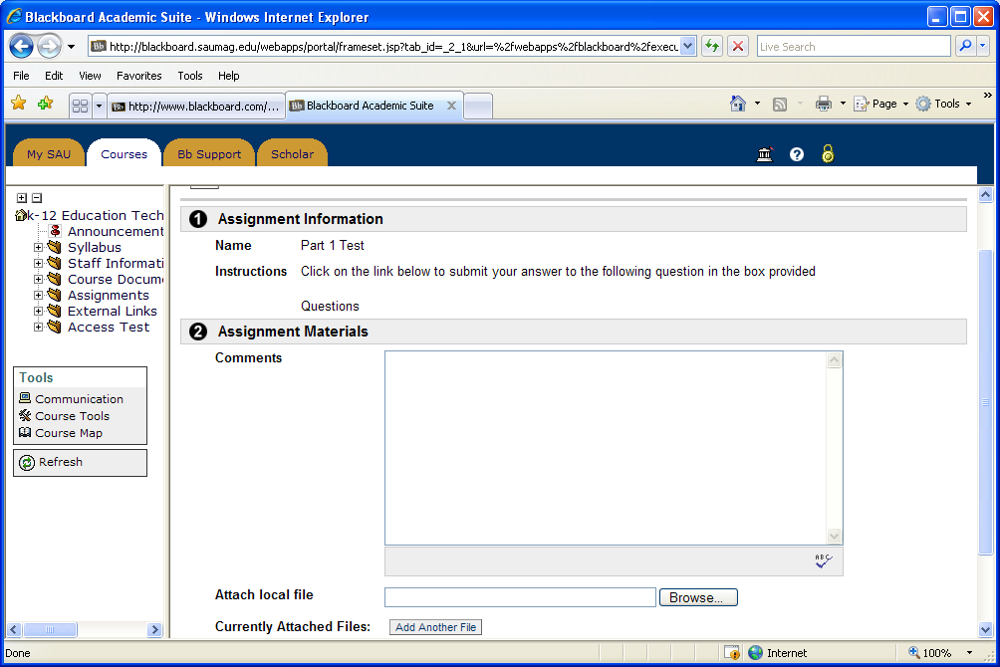 Blackboard Academic Suite - Windows Internet Explorer
http://blackboard.saumag.edu/webapps/portal/frameset.jsp?tab_id=_2_1&url=%2fwebapps%2fblackboard%2fexecu
Live Search
File Edit View Favorites Tools Help
Bb http://www.blackboard.com/... Bb Blackboard Academic Suite Page Tools
My SAU Courses Bb Support Scholar
k-12 Education Tech
Announcement
Syllabus
Staff Informati
Course Docum
Assignments
External Links
Access Test
Tools
Communication
Course Tools
Course Map
Refresh
1 Assignment Information
Name Part 1 Test
Instructions Click on the link below to submit your answer to the following question in the box provided
Questions
2 Assignment Materials
Comments
ABC
Attach local file Browse...
Currently Attached Files: Add Another File
Done Internet 100%